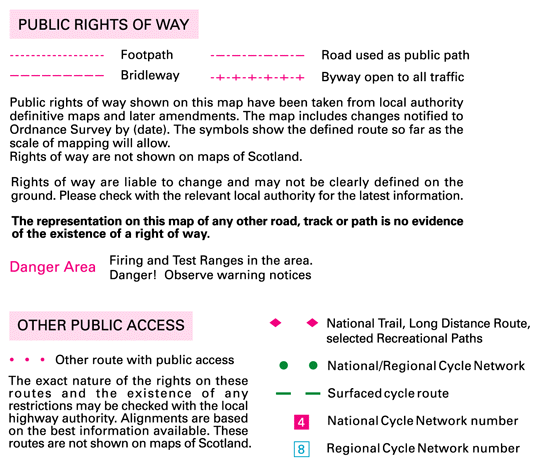 PUBLIC RIGHTS OF WAY
Footpath
Road used as public path
Bridleway
Byway open to all traffic
Public rights of way shown on this map have been taken from local authority
definitive maps and later amendments. The map includes changes notified to
Ordnance Survey by (date). The symbols show the defined route so far as the
scale of mapping will allow.
Rights of way are not shown on maps of Scotland.
Rights of way are liable to change and may not be clearly defined on the
ground. Please check with the relevant local authority for the latest information.
The representation on this map of any other road, track or path is no evidence
of the existence of a right of way.
Danger Area
Firing and Test Ranges in the area.
Danger! Observe warning notices
OTHER PUBLIC ACCESS
Other route with public access
The exact nature of the rights on these
routes and the existence of any
restrictions may be checked with the local
highway authority. Alignments are based
on the best information available. These
routes are not shown on maps of Scotland.
National Trail, Long Distance Route,
selected Recreational Paths
National/Regional Cycle Network
Surfaced cycle route
4 National Cycle Network number
8 Regional Cycle Network number